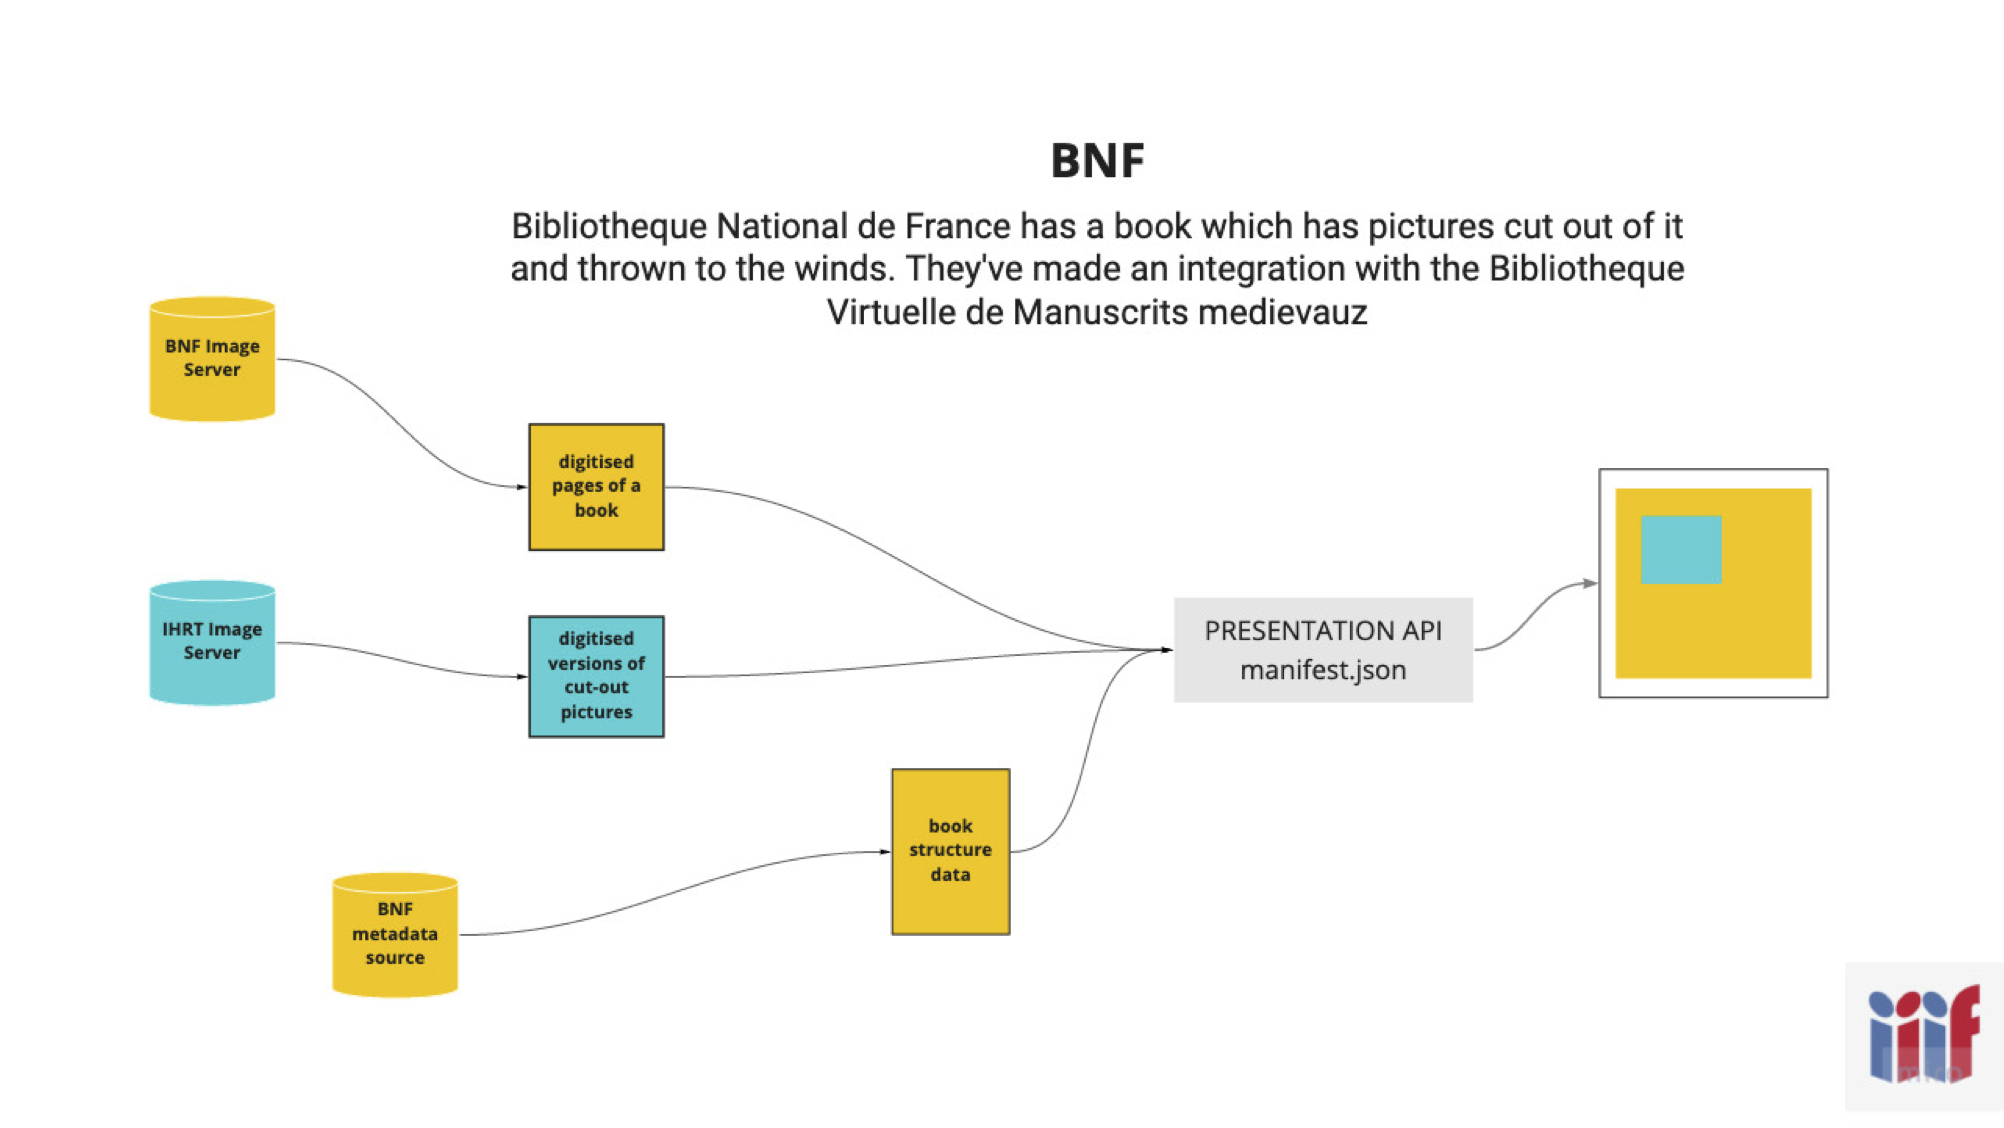 BNF
Bibliotheque National de France has a book which has pictures cut out of it
and thrown to the winds. They've made an integration with the Bibliotheque
Virtuelle de Manuscrits medievauz
BNF Image
Server
digitised
pages of a
book
IHRT Image
Server
digitised
versions of
cut-out
pictures
PRESENTATION API
manifest.json
book
structure
data
BNF
metadata
source
iiif
miro